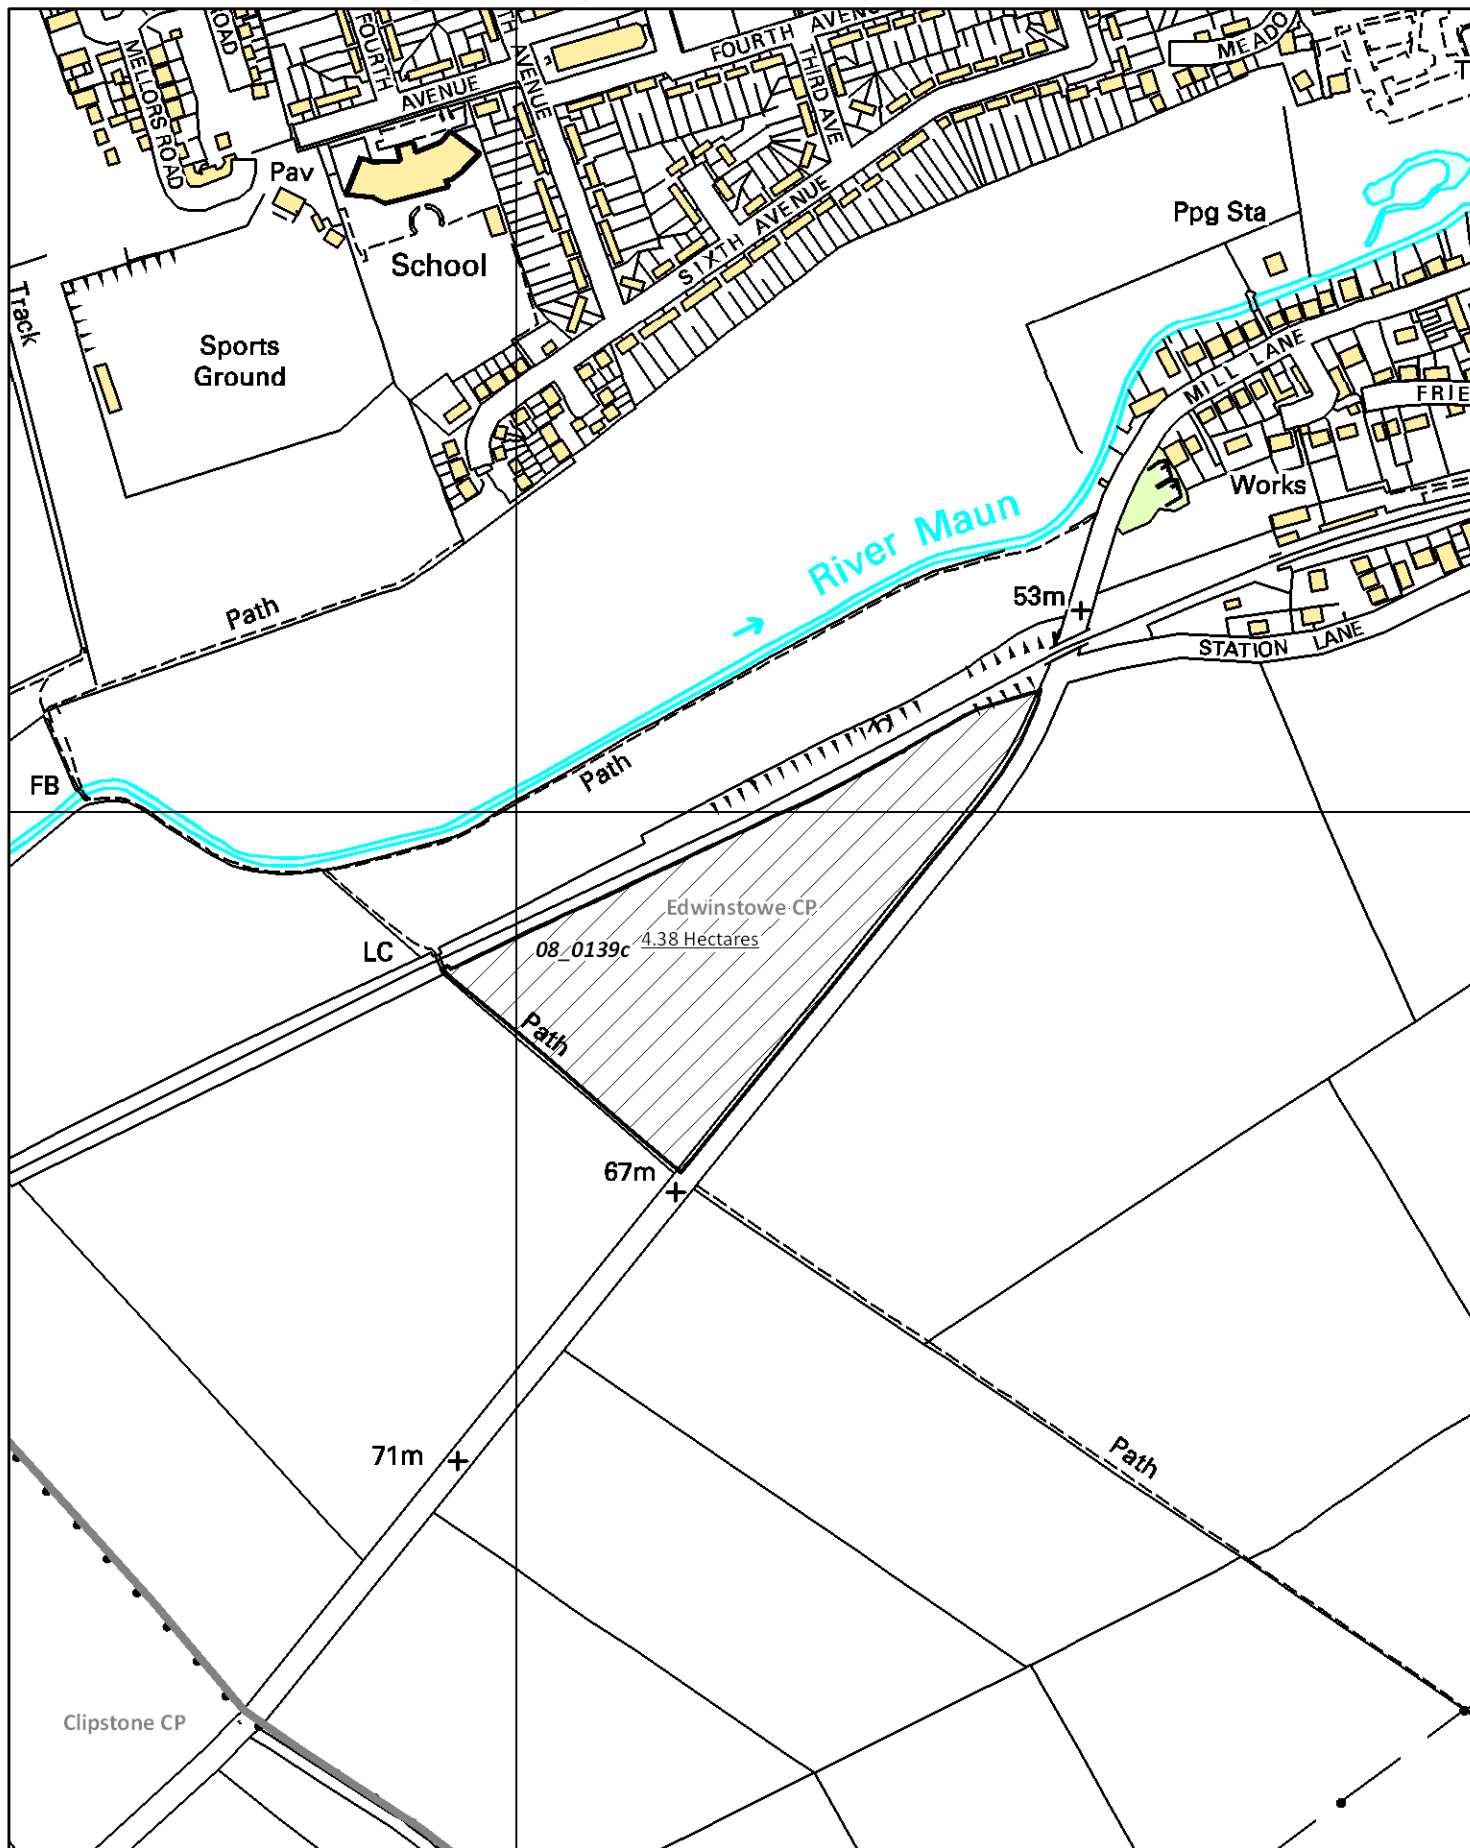 ROAD
MELLORS ROAD
FOURTH
AVENUE
AVENUE
FOURTH
THIRD AVE
MEADO
T
Pav
School
SIXTH AVENUE
Ppg Sta
Track
Sports
Ground
MILL LANE
FRIE
Works
River Maun
Path
53m
STATION LANE
FB
Path
Edwinstowe CP
08_0139c
4.38 Hectares
LC
Path
67m
71m
Path
Clipstone CP